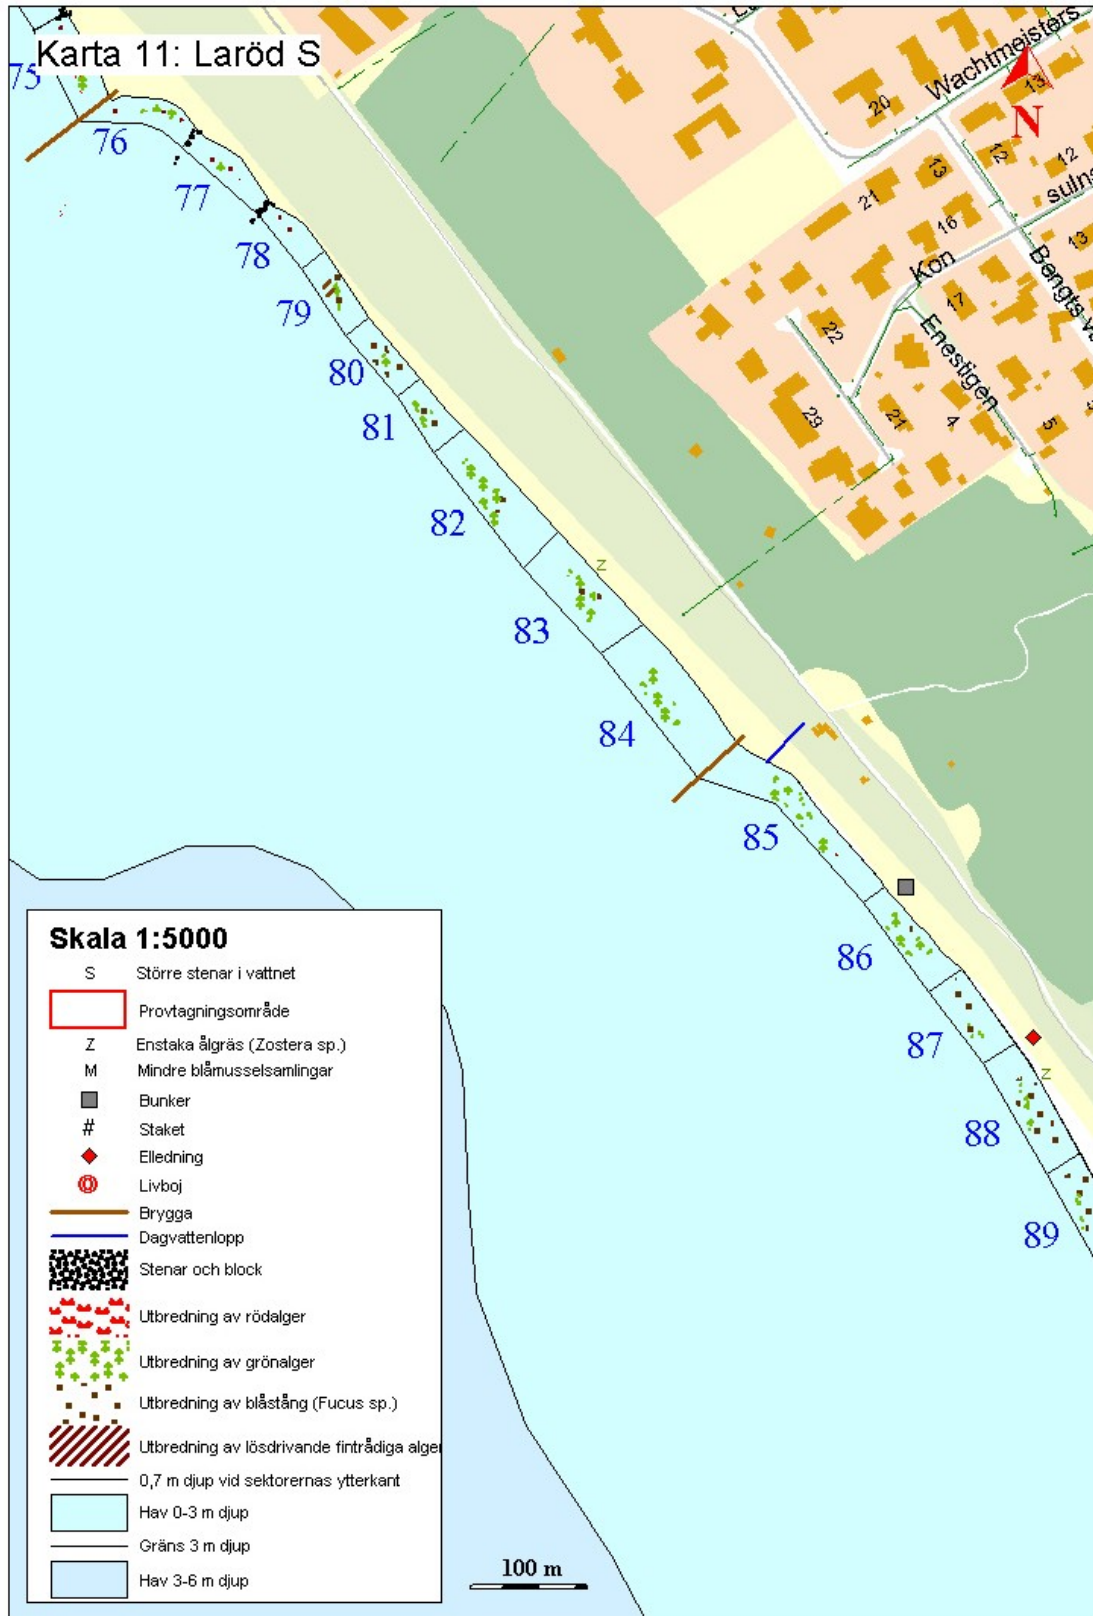 Karta 11: Laröd S
75
76
77
78
79
80
81
82
83
84
85
86
87
88
89
Wachtmeisters
20
13
N
12
12
13
21
16
sulns
Kon
13
Bengts v
17
22
Enestigen
29
21
4
5
Skala 1:5000
S Större stenar i vattnet
Provtagningsområde
Z Enstaka ålgräs (Zostera sp.)
M Mindre blåmusselsamlingar
Bunker
# Staket
Elledning
Livboj
Brygga
Dagvattenlopp
Stenar och block
Utbredning av rödalger
Utbredning av grönalger
Utbredning av blåstång (Fucus sp.)
Utbredning av lösdrivande fintrådiga alger
0,7 m djup vid sektorernas ytterkant
Hav 0-3 m djup
Gräns 3 m djup
Hav 3-6 m djup
100 m
Z
Z